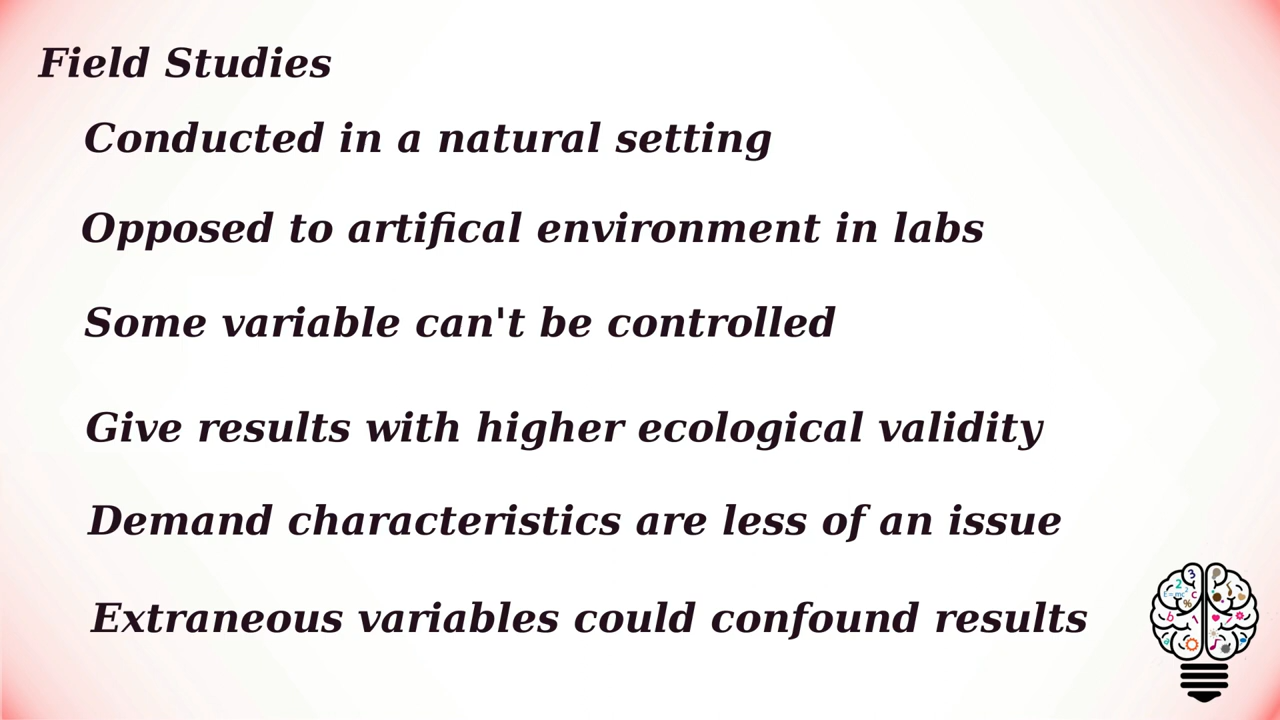 Field Studies
Conducted in a natural setting
Opposed to artifical environment in labs
Some variable can't be controlled
Give results with higher ecological validity
Demand characteristics are less of an issue
Extraneous variables could confound results